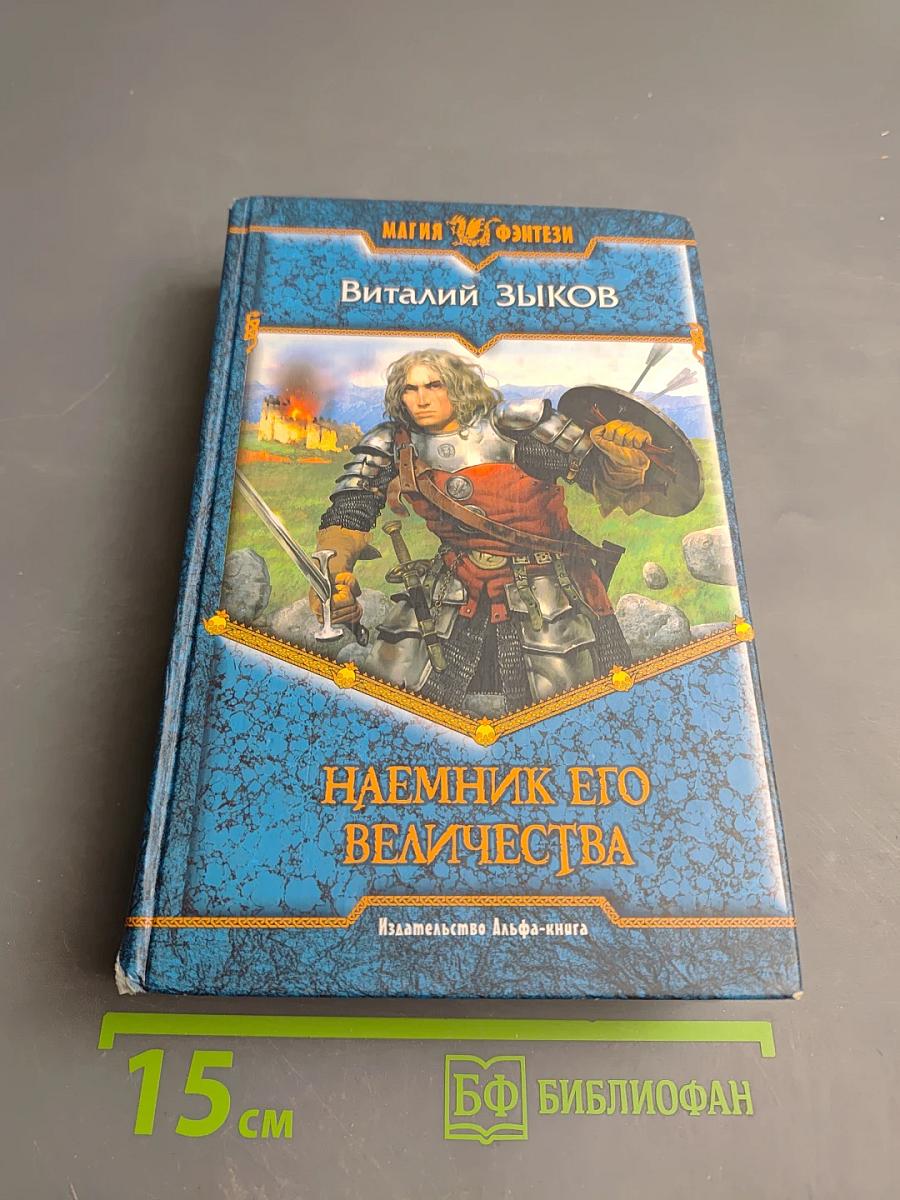 МАГИЯ ФЭНТЕЗИ
Виталий ЗЫКОВ
НАЕМНИК ЕГО
ВЕЛИЧЕСТВА
Издательство Альфа-книга
15 см
БФ БИБЛИОФАН